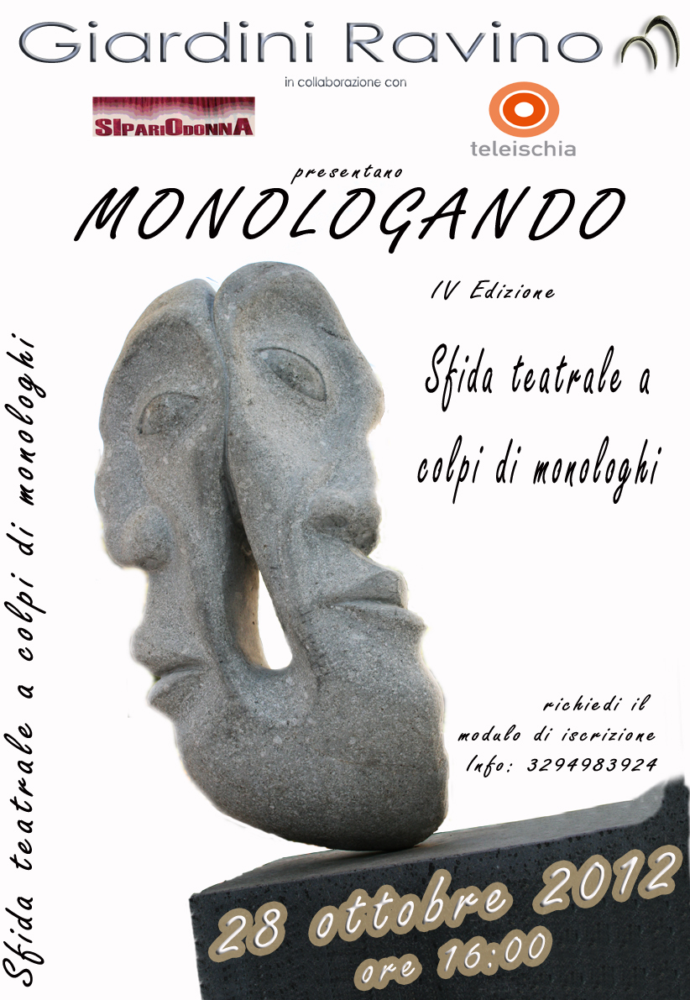 Giardini Ravino
in collaborazione con
SIpariOdonnA
teleischia
presentano
MONOLOGANDO
IV Edizione
Sfida teatrale a
colpi di monologhi
Sfida teatrale a colpi di monologhi
richiedi il
modulo di iscrizione
Info: 3294983924
28 ottobre 2012
ore 16:00